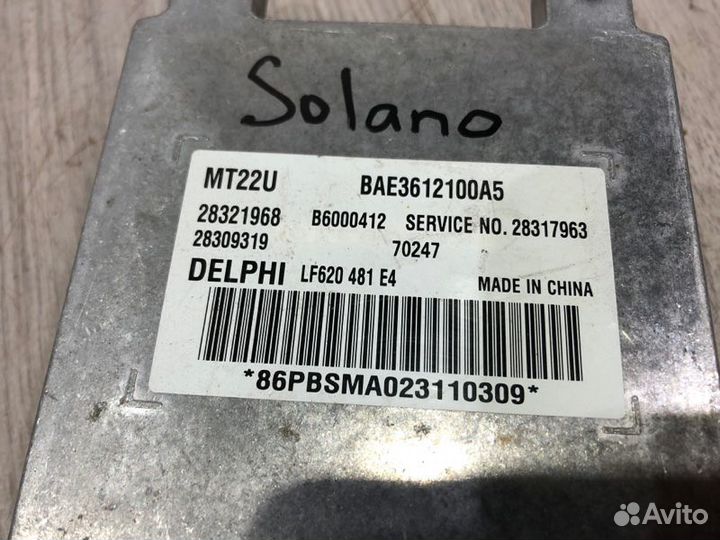 Solano
MT22U BAE3612100A5
28321968 B6000412 SERVICE NO. 28317963
28309319 70247
DELPHI LF620 481 E4 MADE IN CHINA
*86PBSMA023110309*
Avito